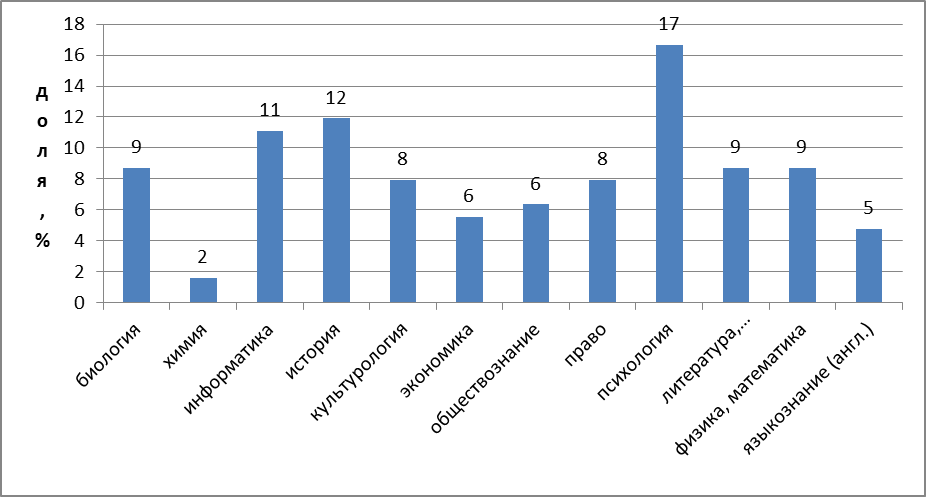 доля, %
18
16
14
12
10
8
6
4
2
0
9
2
11
12
8
6
6
8
17
9
9
5
биология
химия
информатика
история
культурология
экономика
обществознание
право
психология
литература,...
физика, математика
языкознание (англ.)